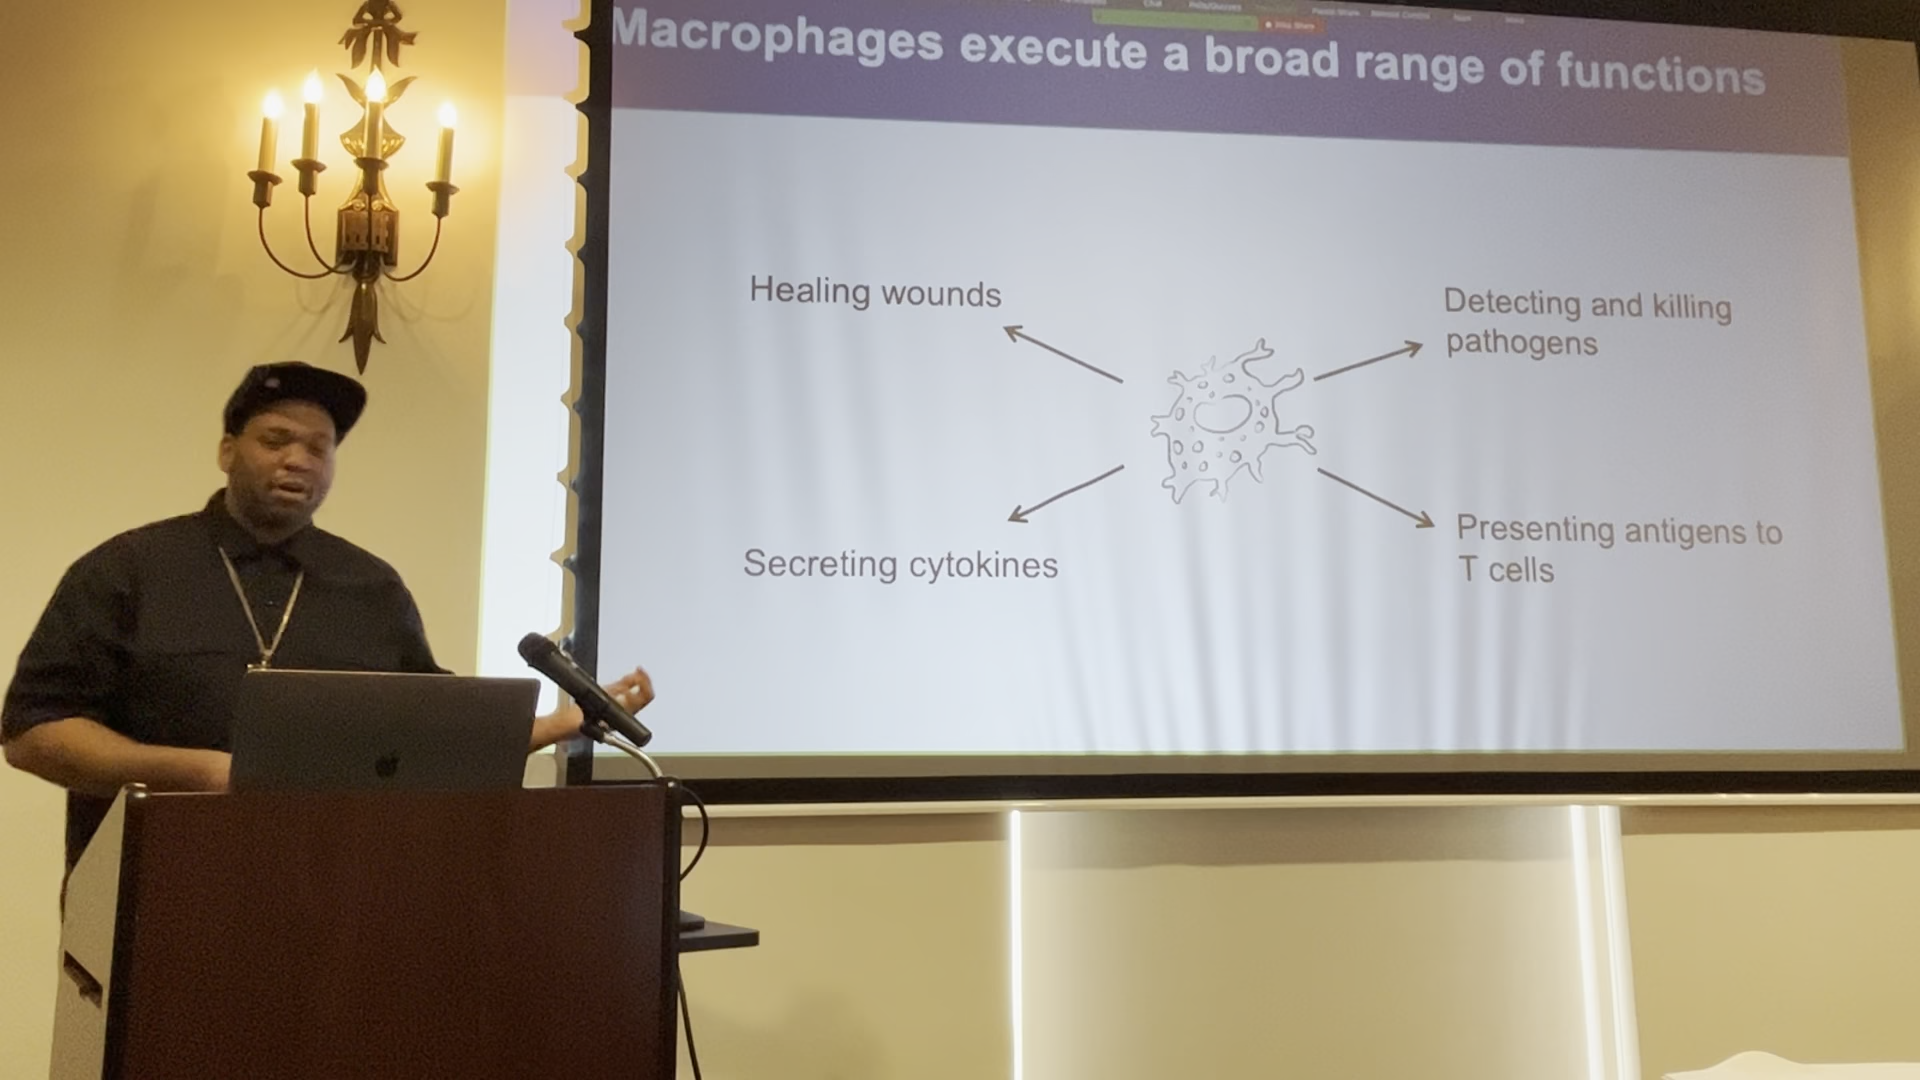 Macrophages execute a broad range of functions
Healing wounds
Detecting and killing
pathogens
Secreting cytokines
Presenting antigens to
T cells